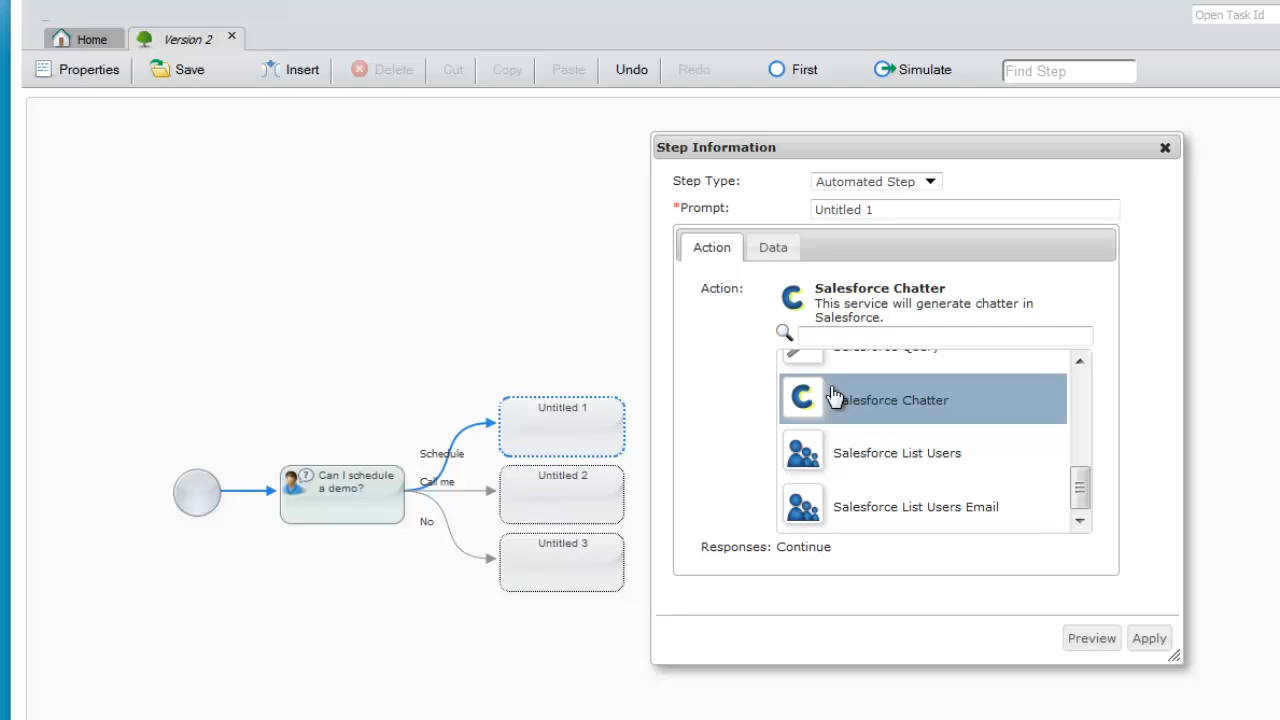 Open Task Id
Home
Version 2
Properties
Save
Insert
Delete
Cut
Copy
Paste
Undo
Redo
First
Simulate
Find Step
Step Information
Step Type:
Automated Step
*Prompt:
Untitled 1
Action
Data
Action:
Salesforce Chatter
This service will generate chatter in
Salesforce.
Salesforce Query
Salesforce Chatter
Salesforce List Users
Salesforce List Users Email
Responses: Continue
Preview
Apply
Can I schedule
a demo?
Schedule
Call me
No
Untitled 1
Untitled 2
Untitled 3